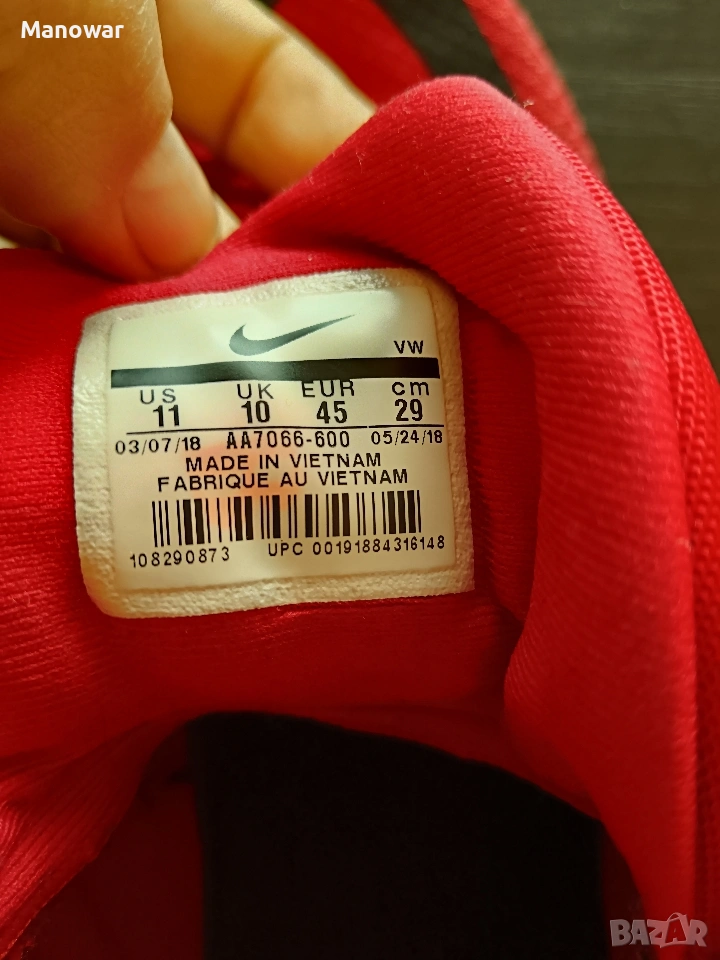 Manowar
VW
US UK EUR cm
11 10 45 29
03/07/18 AA7066-600 05/24/18
MADE IN VIETNAM
FABRIQUE AU VIETNAM
108290873 UPC 00191884316148
BAZAR